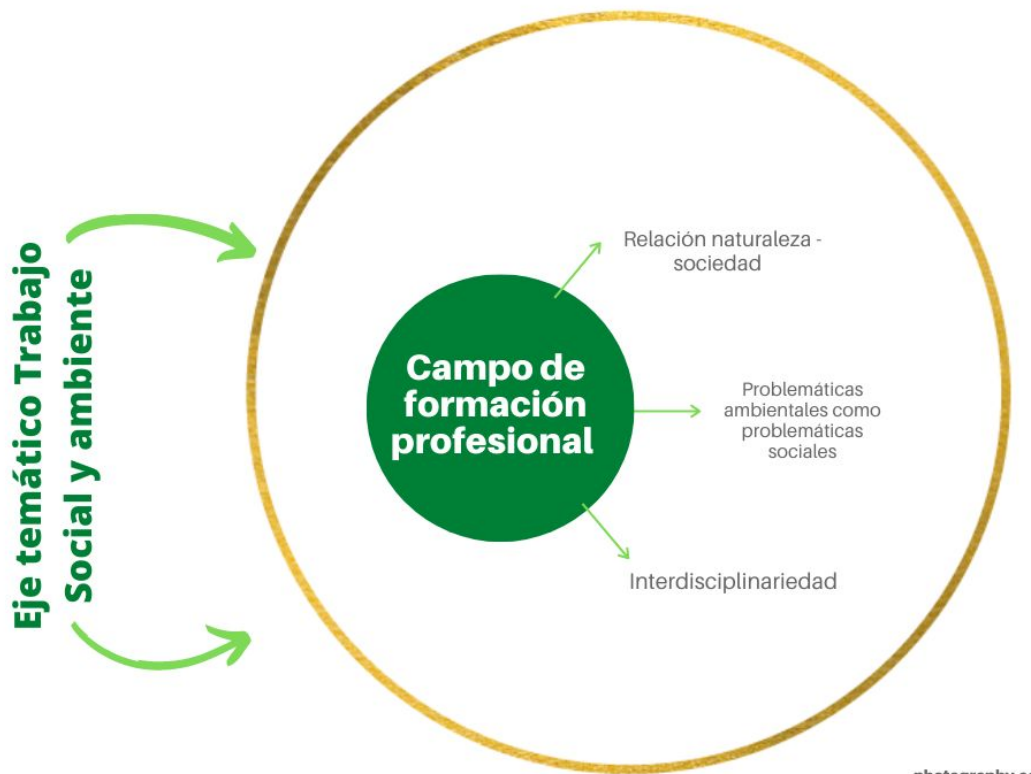 Eje temático Trabajo
Social y ambiente
Campo de
formación
profesional
Relación naturaleza -
sociedad
Problemáticas
ambientales como
problemáticas
sociales
Interdisciplinariedad